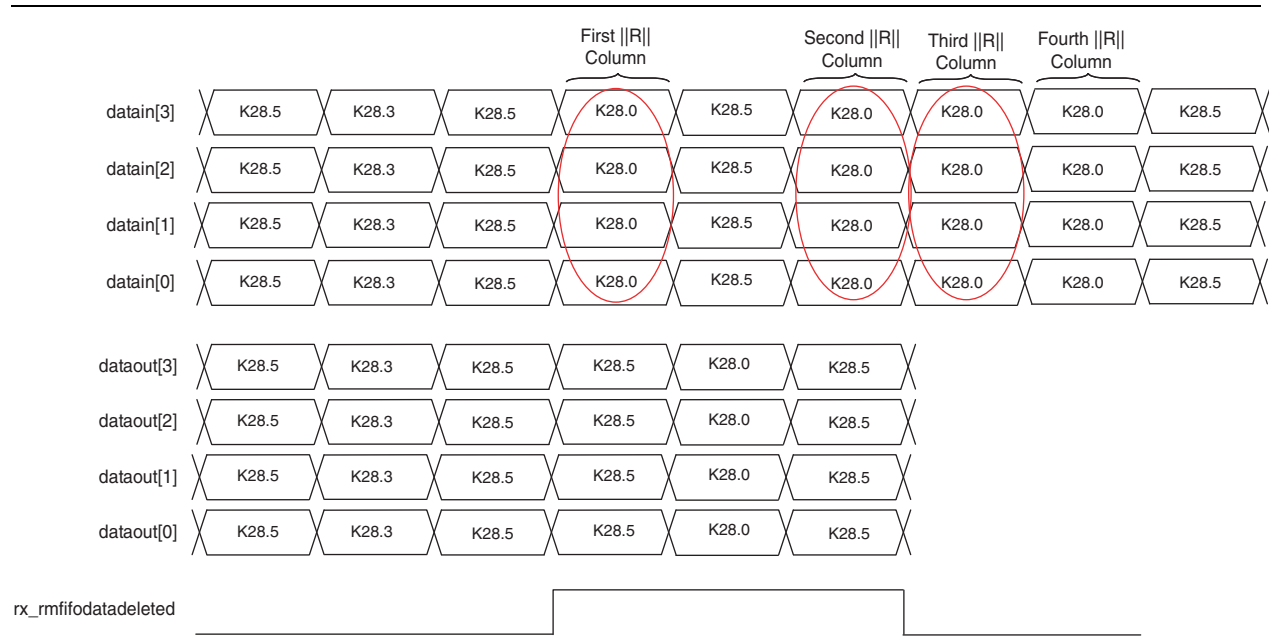 First ||R||
Column
Second ||R||
Column
Third ||R||
Column
Fourth ||R||
Column
datain[3] K28.5 K28.3 K28.5 K28.0 K28.5 K28.0 K28.0 K28.0 K28.5
datain[2] K28.5 K28.3 K28.5 K28.0 K28.5 K28.0 K28.0 K28.0 K28.5
datain[1] K28.5 K28.3 K28.5 K28.0 K28.5 K28.0 K28.0 K28.0 K28.5
datain[0] K28.5 K28.3 K28.5 K28.0 K28.5 K28.0 K28.0 K28.0 K28.5
dataout[3] K28.5 K28.3 K28.5 K28.5 K28.0 K28.5
dataout[2] K28.5 K28.3 K28.5 K28.5 K28.0 K28.5
dataout[1] K28.5 K28.3 K28.5 K28.5 K28.0 K28.5
dataout[0] K28.5 K28.3 K28.5 K28.5 K28.0 K28.5
rx_rmfifodatadeleted